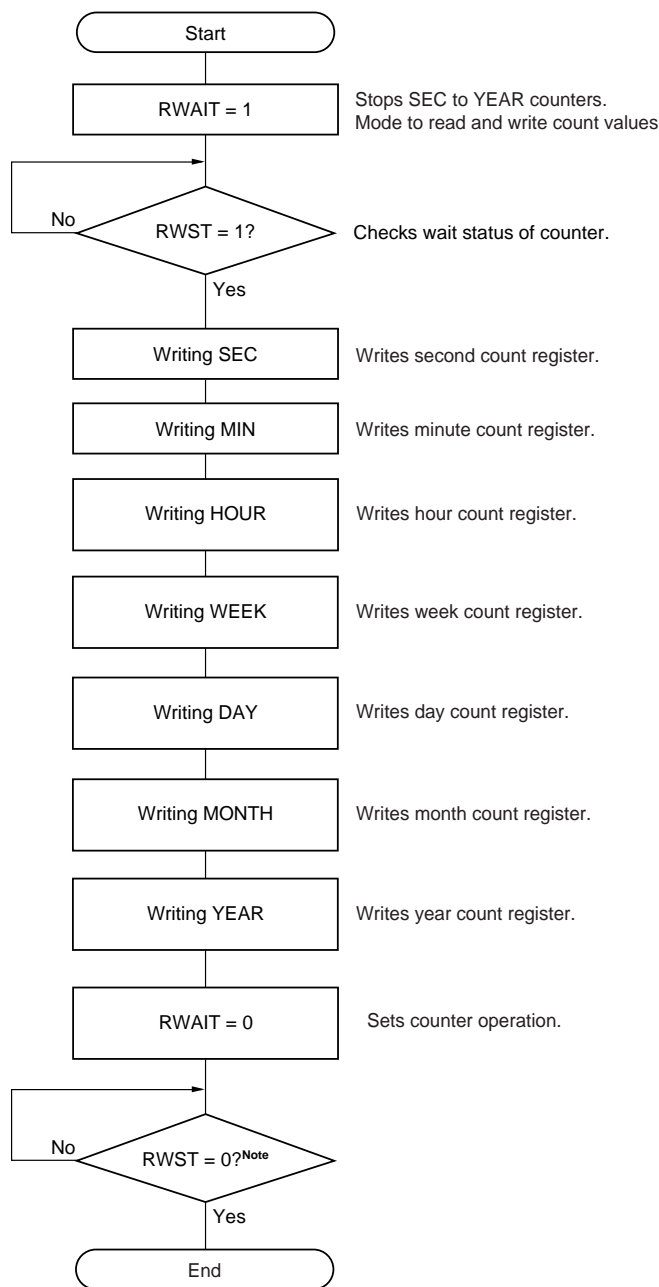 Start
RWAIT = 1
Stops SEC to YEAR counters.
Mode to read and write count values
No
RWST = 1?
Checks wait status of counter.
Yes
Writing SEC
Writes second count register.
Writing MIN
Writes minute count register.
Writing HOUR
Writes hour count register.
Writing WEEK
Writes week count register.
Writing DAY
Writes day count register.
Writing MONTH
Writes month count register.
Writing YEAR
Writes year count register.
RWAIT = 0
Sets counter operation.
No
RWST = 0?Note
Yes
End